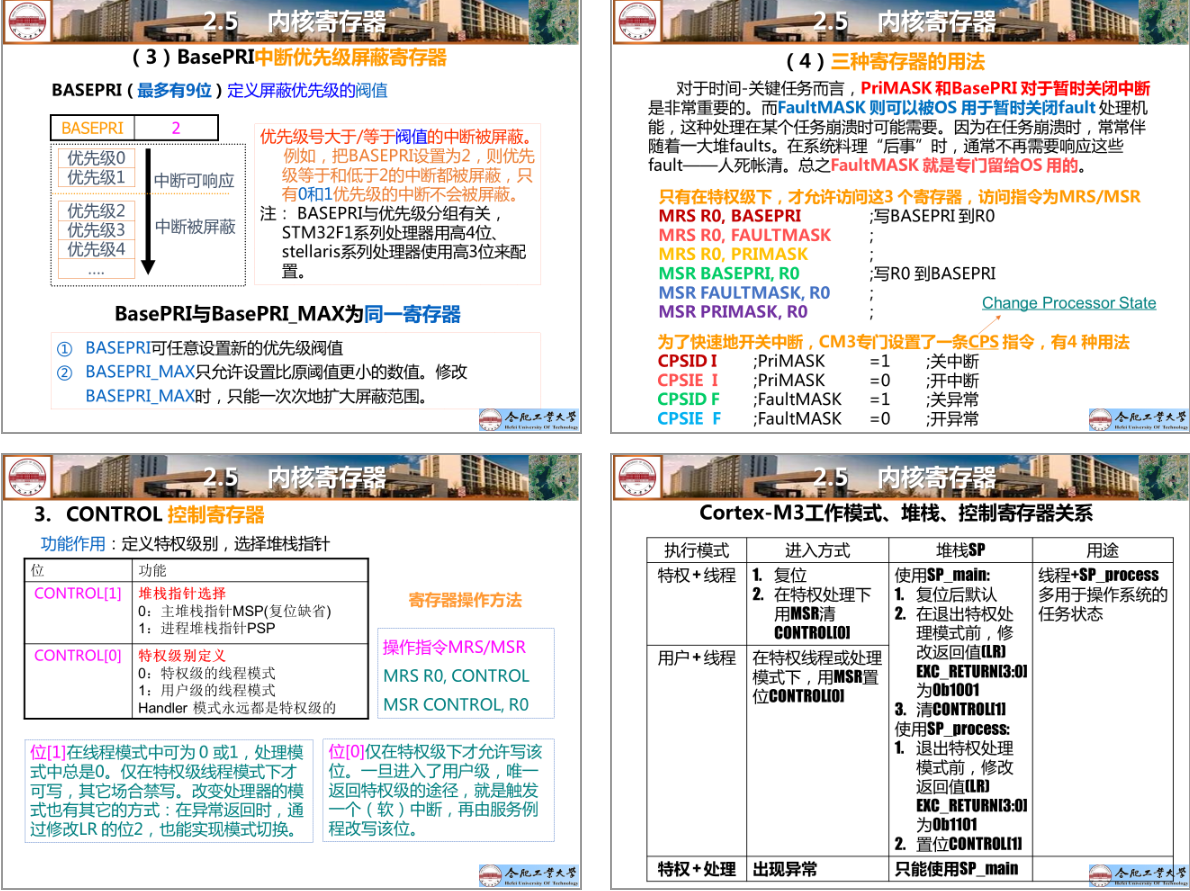 2.5 内核寄存器
（3）BasePRI中断优先级屏蔽寄存器
BASEPRI（最多有9位）定义屏蔽优先级的阀值
BASEPRI 2
优先级0
优先级1
中断可响应
优先级2
优先级3
优先级4
....
中断被屏蔽
优先级号大于/等于阀值的中断被屏蔽。
例如，把BASEPRI设置为2，则优先
级等于和低于2的中断都被屏蔽，只
有0和1优先级的中断不会被屏蔽。
注： BASEPRI与优先级分组有关，
STM32F1系列处理器用高4位、
stellaris系列处理器使用高3位来配
置。
BasePRI与BasePRI_MAX为同一寄存器
① BASEPRI可任意设置新的优先级阀值
② BASEPRI_MAX只允许设置比原阈值更小的数值。修改
BASEPRI_MAX时，只能一次次地扩大屏蔽范围。
合肥工业大学
Hefei University Of Technology
2.5 内核寄存器
（4）三种寄存器的用法
对于时间-关键任务而言，PriMASK 和BasePRI 对于暂时关闭中断
是非常重要的。而FaultMASK 则可以被OS 用于暂时关闭fault 处理机
能，这种处理在某个任务崩溃时可能需要。因为在任务崩溃时，常常伴
随着一大堆faults。在系统料理“后事”时，通常不再需要响应这些
fault——人死帐清。总之FaultMASK 就是专门留给OS 用的。
只有在特权级下，才允许访问这3 个寄存器，访问指令为MRS/MSR
MRS R0, BASEPRI ;写BASEPRI 到R0
MRS R0, FAULTMASK ;
MRS R0, PRIMASK ;
MSR BASEPRI, R0 ;写R0 到BASEPRI
MSR FAULTMASK, R0 ;
MSR PRIMASK, R0 ;
Change Processor State
为了快速地开关中断，CM3专门设置了一条CPS 指令，有4 种用法
CPSID I ;PriMASK =1 ;关中断
CPSIE I ;PriMASK =0 ;开中断
CPSID F ;FaultMASK =1 ;关异常
CPSIE F ;FaultMASK =0 ;开异常
合肥工业大学
Hefei University Of Technology
2.5 内核寄存器
3. CONTROL 控制寄存器
功能作用：定义特权级别，选择堆栈指针
位 功能
CONTROL[1] 堆栈指针选择
0：主堆栈指针MSP(复位缺省)
1：进程堆栈指针PSP
CONTROL[0] 特权级别定义
0：特权级的线程模式
1：用户级的线程模式
Handler 模式永远都是特权级的
寄存器操作方法
操作指令MRS/MSR
MRS R0, CONTROL
MSR CONTROL, R0
位[1]在线程模式中可为 0 或1，处理模
式中总是0。仅在特权级线程模式下才
可写，其它场合禁写。改变处理器的模
式也有其它的方式：在异常返回时，通
过修改LR 的位2，也能实现模式切换。
位[0]仅在特权级下才允许写该
位。一旦进入了用户级，唯一
返回特权级的途径，就是触发
一个（软）中断，再由服务例
程改写该位。
合肥工业大学
Hefei University Of Technology
2.5 内核寄存器
Cortex-M3工作模式、堆栈、控制寄存器关系
执行模式 进入方式 堆栈SP 用途
特权+线程
1. 复位
2. 在特权处理下
用MSR清
CONTROL[0]
用户+线程
在特权线程或处理
模式下，用MSR置
位CONTROL[0]
使用SP_main:
1. 复位后默认
2. 在退出特权处
理模式前，修
改返回值(LR)
EXC_RETURN[3:0]
为0b1001
3. 清CONTROL[1]
使用SP_process:
1. 退出特权处理
模式前，修改
返回值(LR)
EXC_RETURN[3:0]
为0b1101
2. 置位CONTROL[1]
线程+SP_process
多用于操作系统的
任务状态
特权+处理 出现异常 只能使用SP_main
合肥工业大学
Hefei University Of Technology